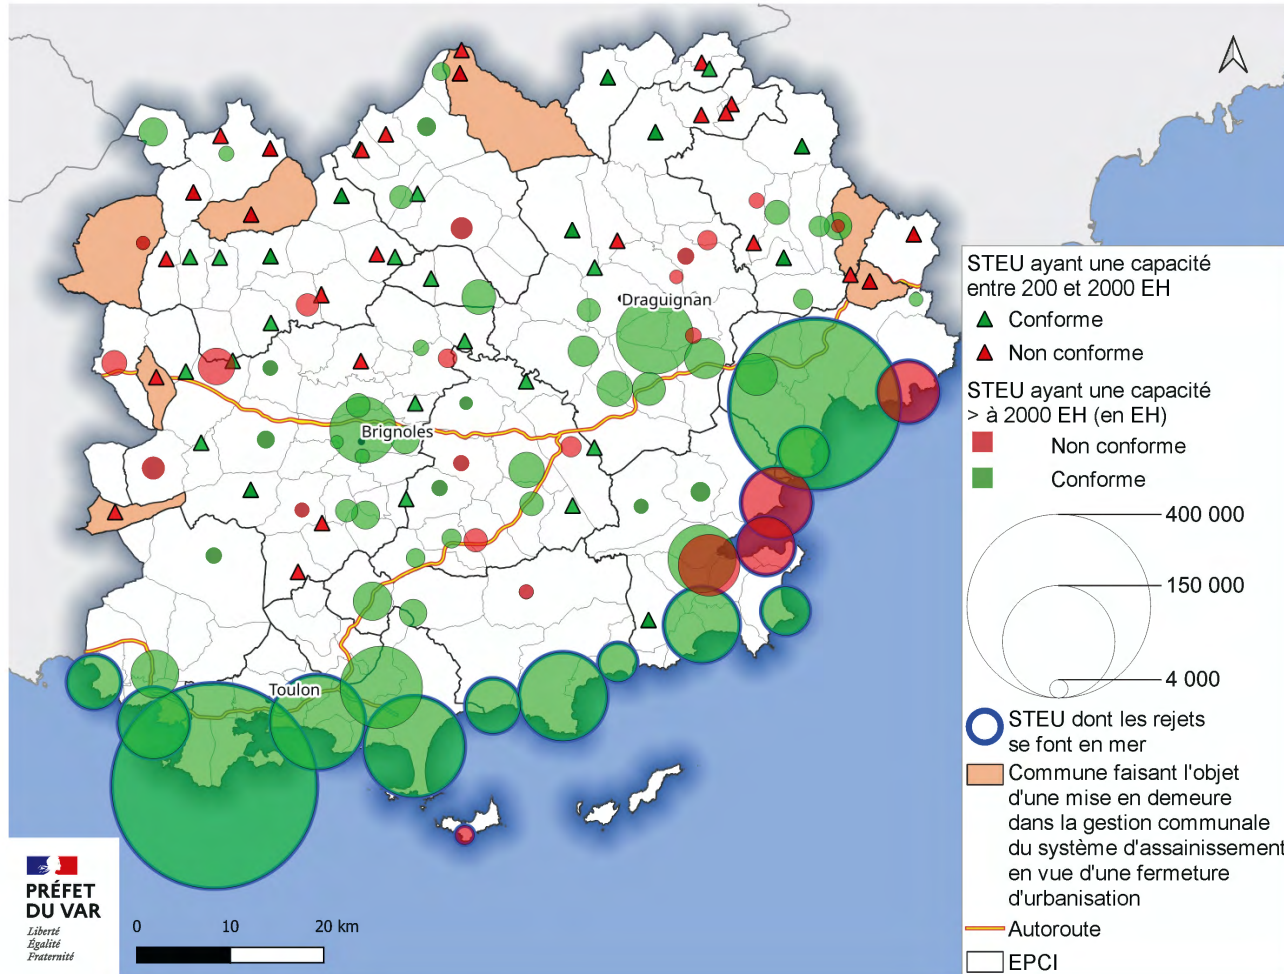 Draguignan
Brignoles
Toulon
STEU ayant une capacité
entre 200 et 2000 EH
Conforme
Non conforme
STEU ayant une capacité
> à 2000 EH (en EH)
Non conforme
Conforme
400 000
150 000
4 000
STEU dont les rejets
se font en mer
Commune faisant l'objet
d'une mise en demeure
dans la gestion communale
du système d'assainissement
en vue d'une fermeture
d'urbanisation
Autoroute
EPCI
PRÉFET
DU VAR
Liberté
Égalité
Fraternité
0 10 20 km